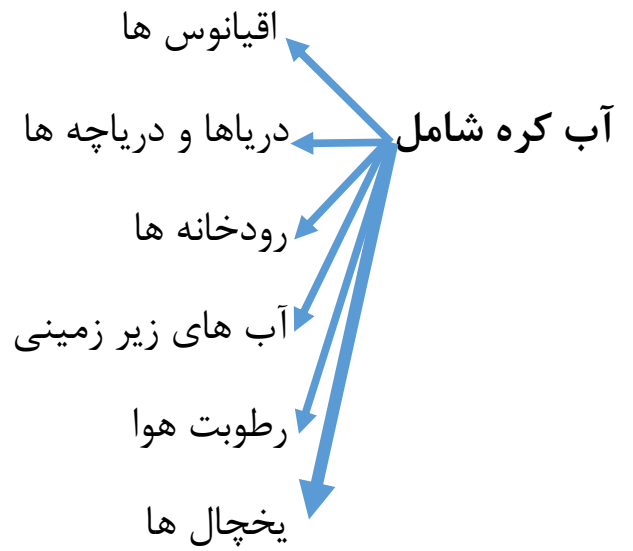 آب کره شامل
اقیانوس ها
دریاها و دریاچه ها
رودخانه ها
آب های زیر زمینی
رطوبت هوا
یخچال ها